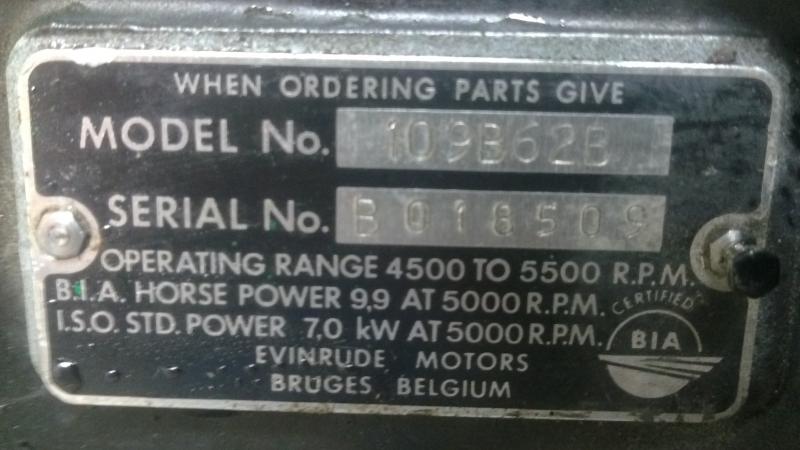 WHEN ORDERING PARTS GIVE
MODEL No. 109B62B
SERIAL No. B018509
OPERATING RANGE 4500 TO 5500 R.P.M.
B.I.A. HORSE POWER 9,9 AT 5000 R.P.M.
I.S.O. STD. POWER 7,0 kW AT 5000 R.P.M.
CERTIFIED
BIA
EVINRUDE MOTORS
BRUGES, BELGIUM